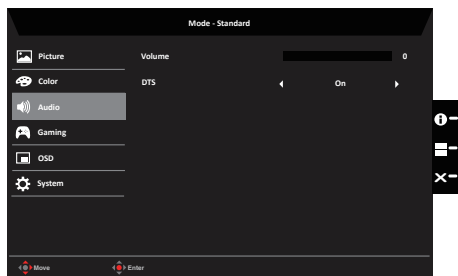 Mode - Standard
Picture
Volume
0
Color
DTS
On
Audio
Gaming
OSD
System
Move
Enter